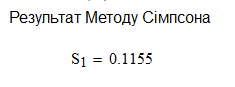 Результат Методу Сімпсона
S1 = 0.1155